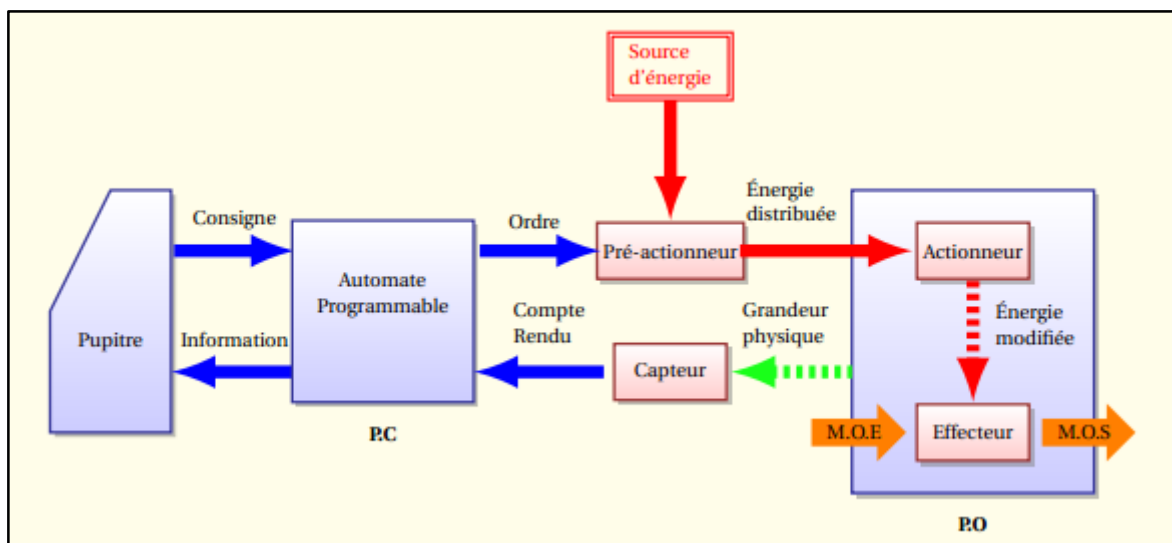 Source
d'énergie
Consigne
Ordre
Énergie
distribuée
Pré-actionneur
Actionneur
Automate
Programmable
Pupitre
Information
Compte
Rendu
Grandeur
physique
Énergie
modifiée
Capteur
P.C
M.O.E
Effecteur
M.O.S
P.O